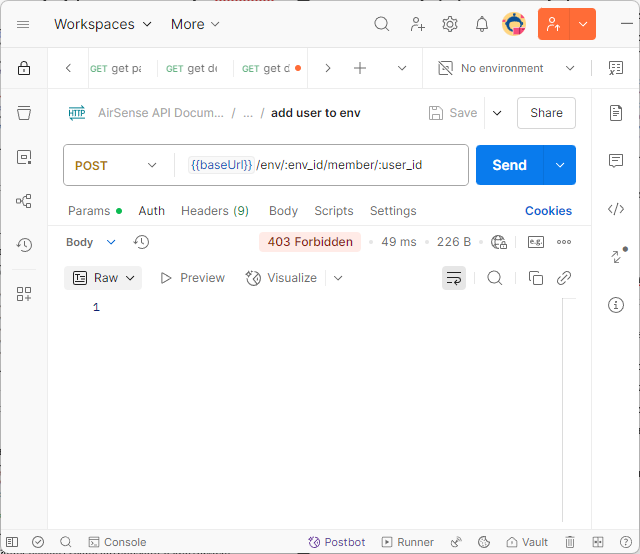 Workspaces More
GET get pa GET get de GET get d No environment
HTTP AirSense API Docum... / ... / add user to env Save Share
POST {{baseUrl}} /env/:env_id/member/:user_id Send
Params Auth Headers (9) Body Scripts Settings Cookies
Body 403 Forbidden • 49 ms • 226 B e.g.
Raw Preview Visualize
1
Console Postbot Runner Vault